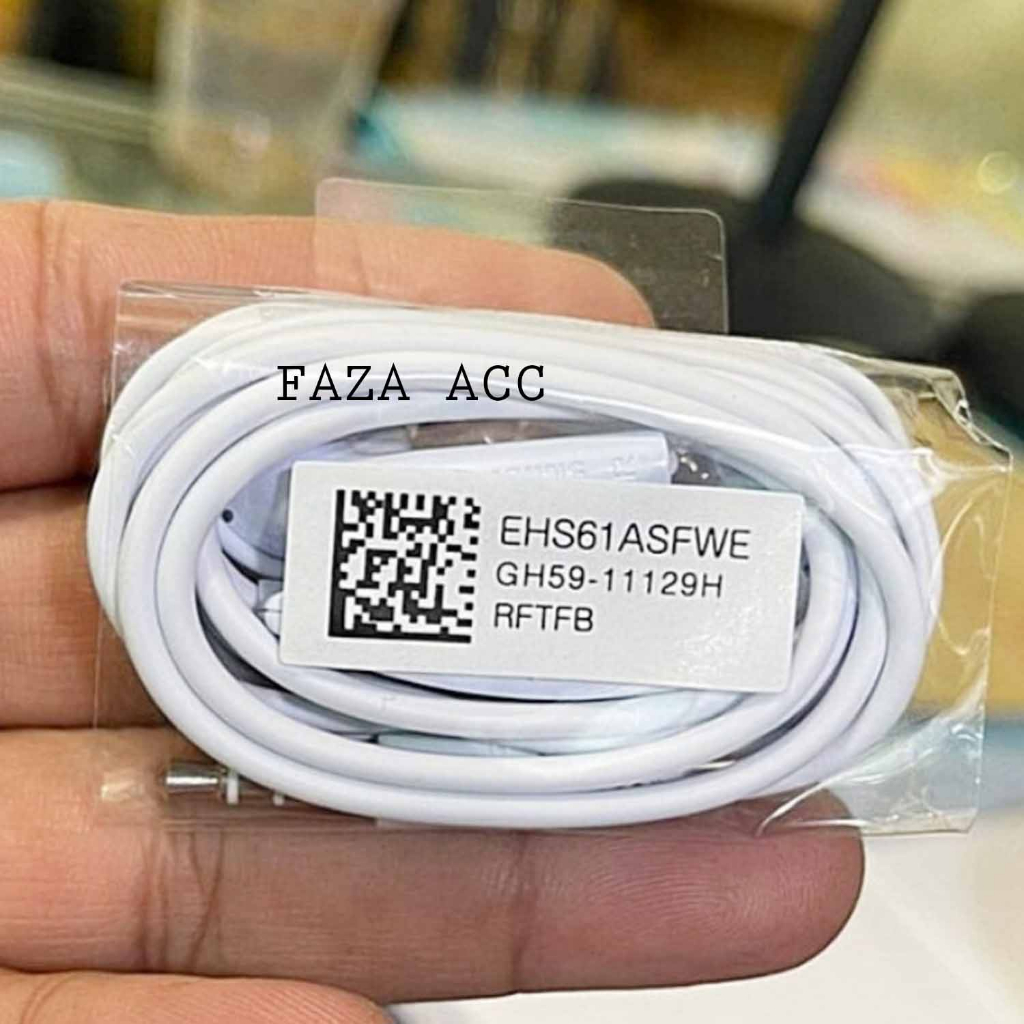 FAZA ACC
EHS61ASFWE
GH59-11129H
RFTFB